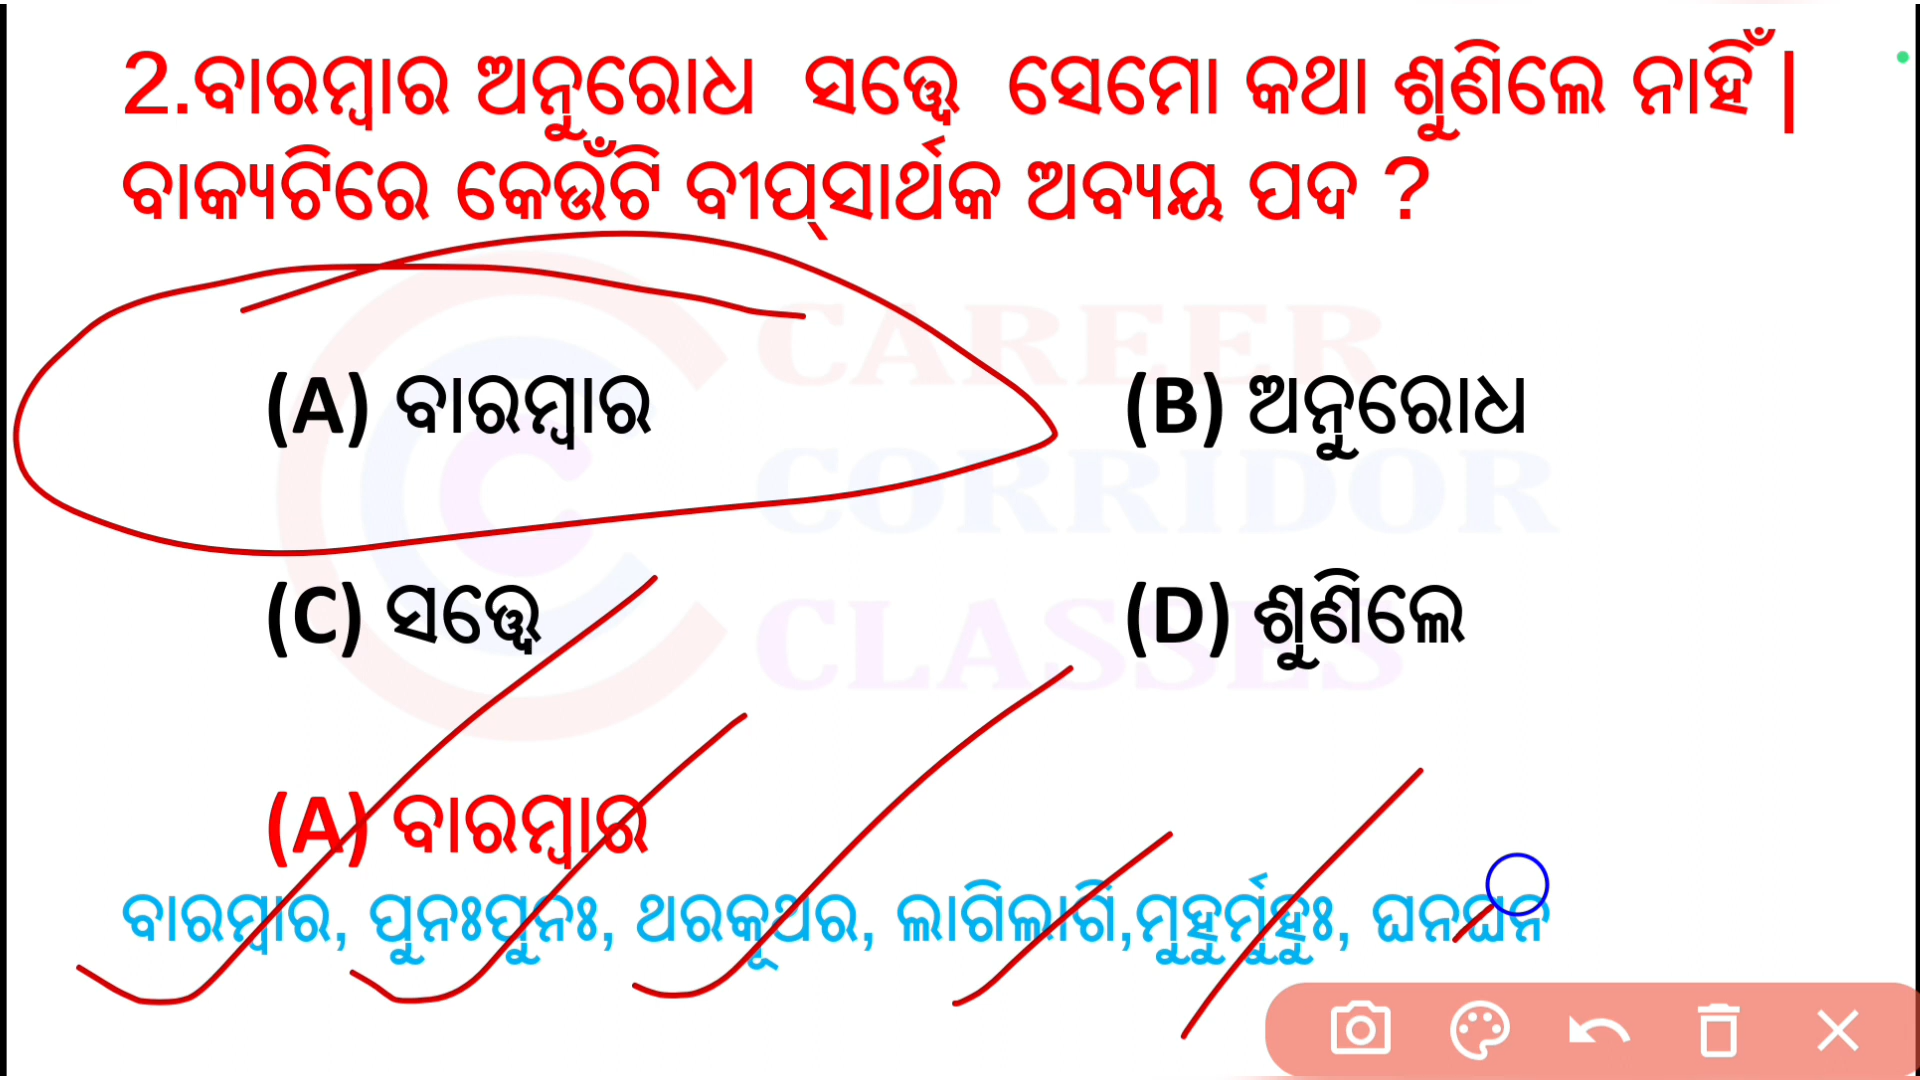 2.ବାରମ୍ବାର ଅନୁରୋଧ ସତ୍ତ୍ୱେ ସେମୋ କଥା ଶୁଣିଲେ ନାହିଁ|
ବାକ୍ୟଟିରେ କେଉଁଟି ବୀପ୍‌ସାର୍ଥକ ଅବ୍ୟୟ ପଦ ?
CAREER
(A) ବାରମ୍ବାର (B) ଅନୁରୋଧ
CORRIDOR
(C) ସତ୍ତ୍ୱେ (D) ଶୁଣିଲେ
CLASSES
(A) ବାରମ୍ବାର
ବାରମ୍ବାର, ପୁନଃପୁନଃ, ଥରକୁଥର, ଲାଗିଲାଗି,ମୁହୁର୍ମୁହୁଃ, ଘନଘନ